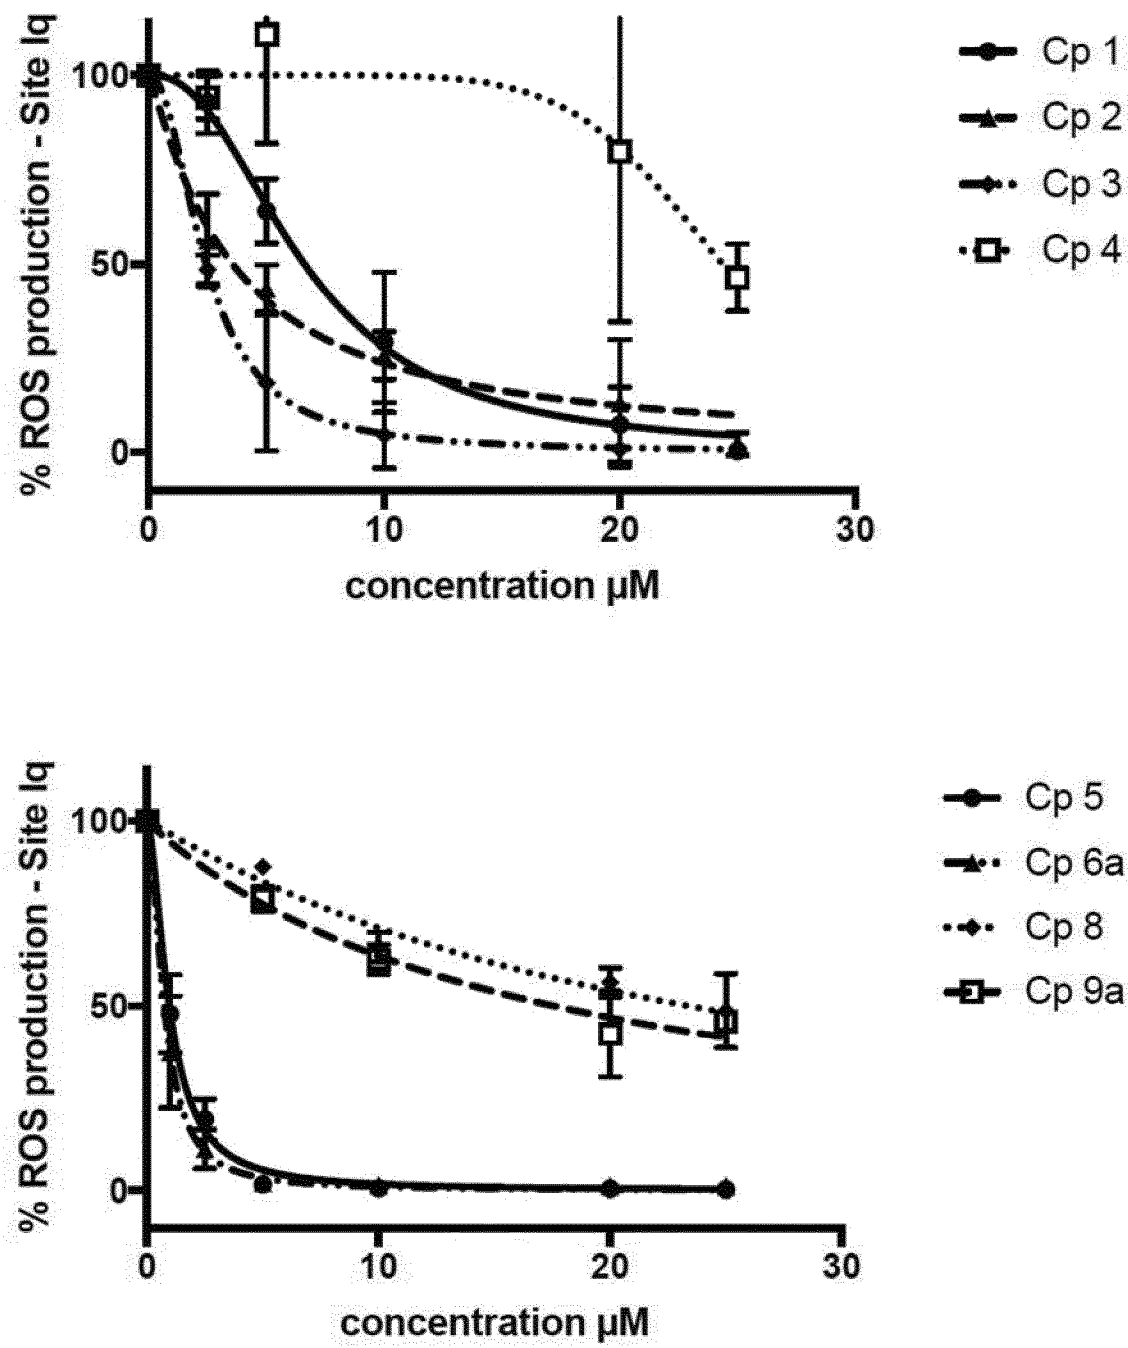 % ROS production - Site Iq
100
50
0
0 10 20 30
concentration µM
Cp 1
Cp 2
Cp 3
Cp 4
% ROS production - Site Iq
100
50
0
0 10 20 30
concentration µM
Cp 5
Cp 6a
Cp 8
Cp 9a